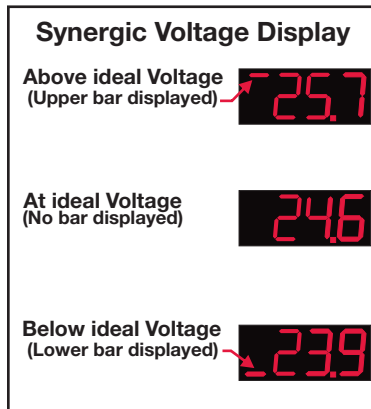 Synergic Voltage Display
Above ideal Voltage
(Upper bar displayed)
25.7
At ideal Voltage
(No bar displayed)
24.6
Below ideal Voltage
(Lower bar displayed)
23.9